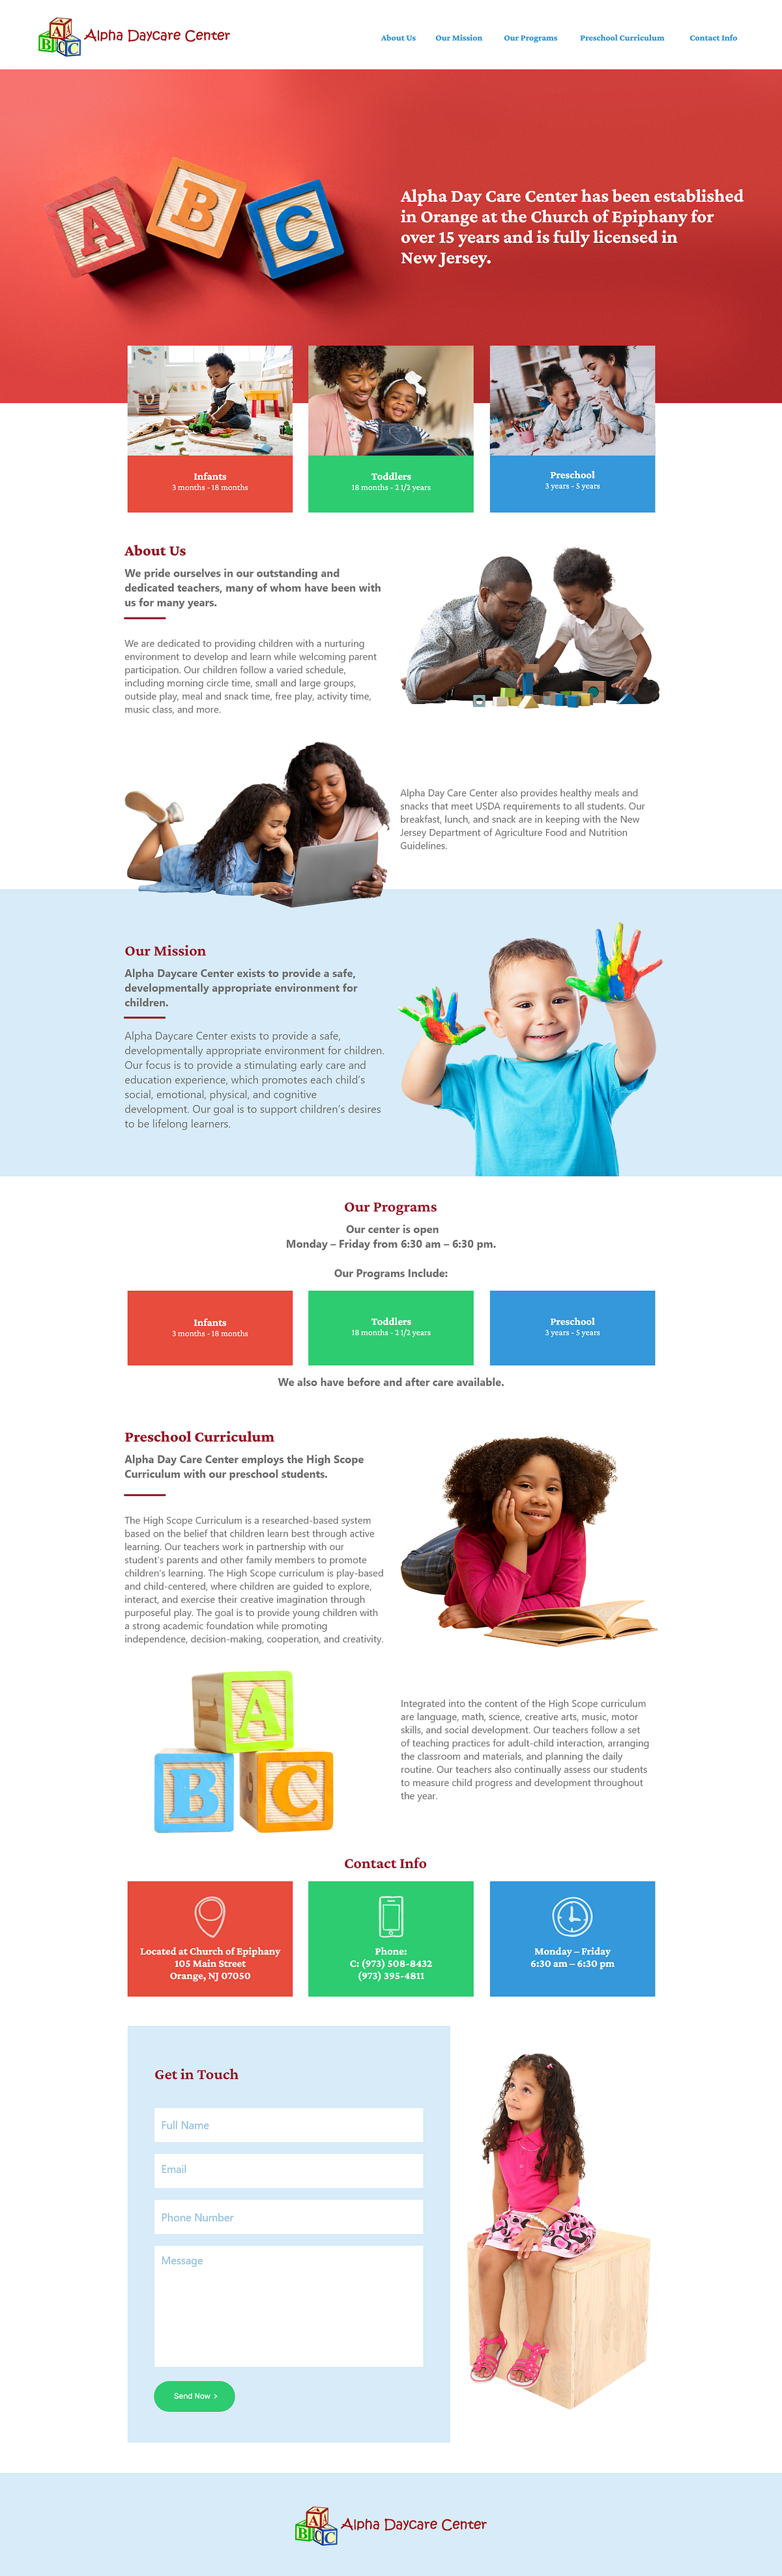 Alpha Daycare Center
About Us
Our Mission
Our Programs
Preschool Curriculum
Contact Info
A B C
Alpha Day Care Center has been established
in Orange at the Church of Epiphany for
over 15 years and is fully licensed in
New Jersey.
Infants
3 months - 18 months
Toddlers
18 months - 2 1/2 years
Preschool
3 years - 5 years
About Us
We pride ourselves in our outstanding and
dedicated teachers, many of whom have been with
us for many years.
We are dedicated to providing children with a nurturing
environment to develop and learn while welcoming parent
participation. Our children follow a varied schedule,
including morning circle time, small and large groups,
outside play, meal and snack time, free play, activity time,
music class, and more.
Alpha Day Care Center also provides healthy meals and
snacks that meet USDA requirements to all students. Our
breakfast, lunch, and snack are in keeping with the New
Jersey Department of Agriculture Food and Nutrition
Guidelines.
Our Mission
Alpha Daycare Center exists to provide a safe,
developmentally appropriate environment for
children.
Alpha Daycare Center exists to provide a safe,
developmentally appropriate environment for children.
Our focus is to provide a stimulating early care and
education experience, which promotes each child's
social, emotional, physical, and cognitive
development. Our goal is to support children's desires
to be lifelong learners.
Our Programs
Our center is open
Monday – Friday from 6:30 am – 6:30 pm.
Our Programs Include:
Infants
3 months - 18 months
Toddlers
18 months - 2 1/2 years
Preschool
3 years - 5 years
We also have before and after care available.
Preschool Curriculum
Alpha Day Care Center employs the High Scope
Curriculum with our preschool students.
The High Scope Curriculum is a researched-based system
based on the belief that children learn best through active
learning. Our teachers work in partnership with our
student's parents and other family members to promote
children's learning. The High Scope curriculum is play-based
and child-centered, where children are guided to explore,
interact, and exercise their creative imagination through
purposeful play. The goal is to provide young children with
a strong academic foundation while promoting
independence, decision-making, cooperation, and creativity.
A
B C
Integrated into the content of the High Scope curriculum
are language, math, science, creative arts, music, motor
skills, and social development. Our teachers follow a set
of teaching practices for adult-child interaction, arranging
the classroom and materials, and planning the daily
routine. Our teachers also continually assess our students
to measure child progress and development throughout
the year.
Contact Info
Located at Church of Epiphany
105 Main Street
Orange, NJ 07050
Phone:
C: (973) 508-8432
(973) 395-4811
Monday – Friday
6:30 am – 6:30 pm
Get in Touch
Full Name
Email
Phone Number
Message
Send Now >
Alpha Daycare Center